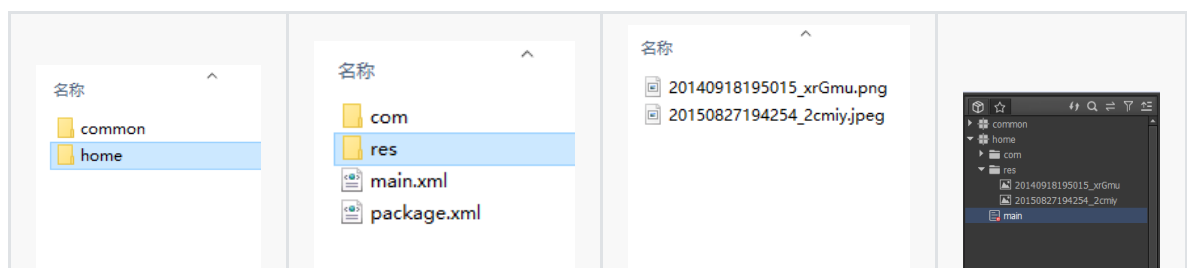 名称
common
home
名称
com
res
main.xml
package.xml
名称
20140918195015_xrGmu.png
20150827194254_2cmiy.jpeg
common
home
com
res
20140918195015_xrGmu
20150827194254_2cmiy
main